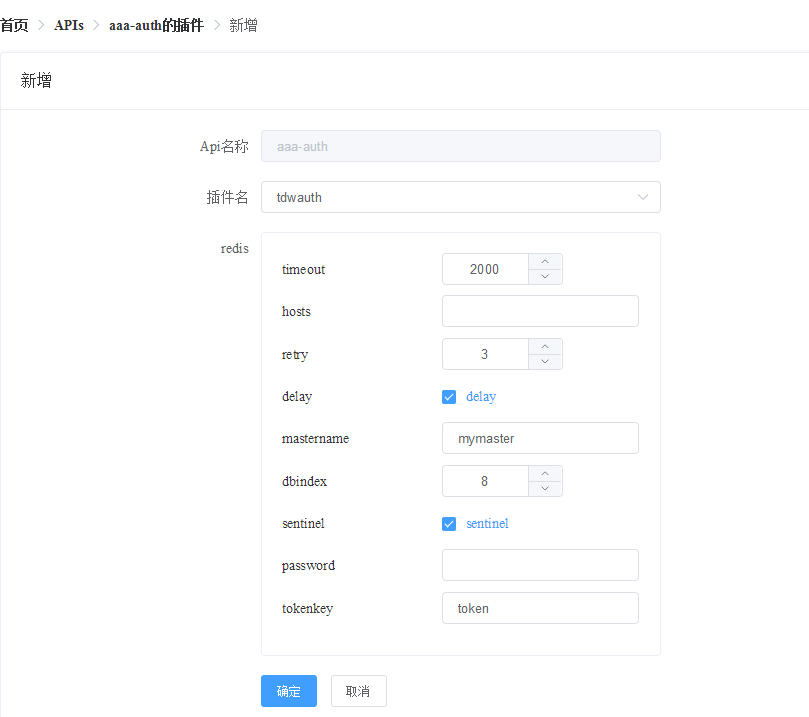 首页 > APIs > aaa-auth的插件 > 新增
新增
Api名称 aaa-auth
插件名 tdwauth
redis
timeout 2000
hosts
retry 3
delay delay
mastername mymaster
dbindex 8
sentinel sentinel
password
tokenkey token
确定 取消